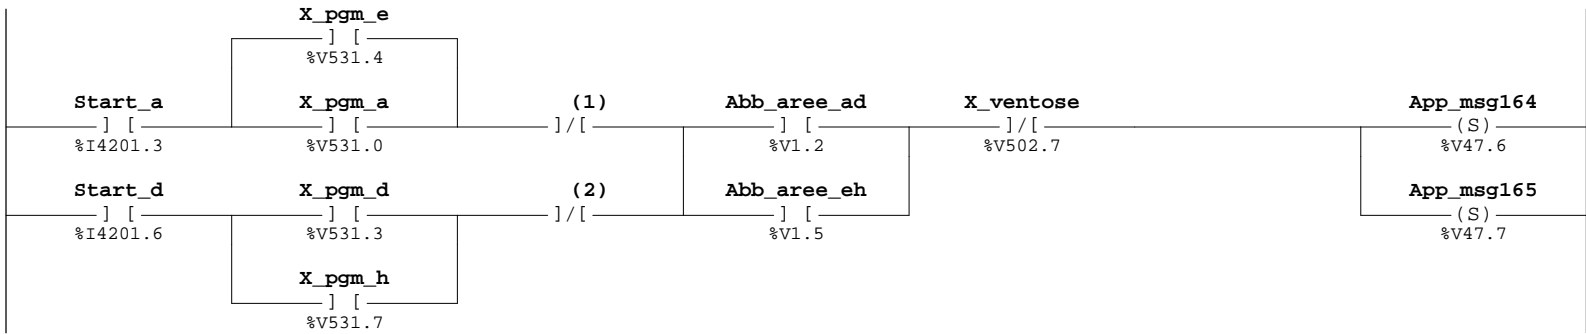 X_pgm_e
] [
%V531.4
Start_a X_pgm_a (1) Abb_aree_ad X_ventose App_msg164
] [ ] [ ]/[ ] [ ]/[ (S)
%I4201.3 %V531.0 %V1.2 %V502.7 %V47.6
Start_d X_pgm_d (2) Abb_aree_eh App_msg165
] [ ] [ ]/[ ] [ (S)
%I4201.6 %V531.3 %V1.5 %V47.7
X_pgm_h
] [
%V531.7